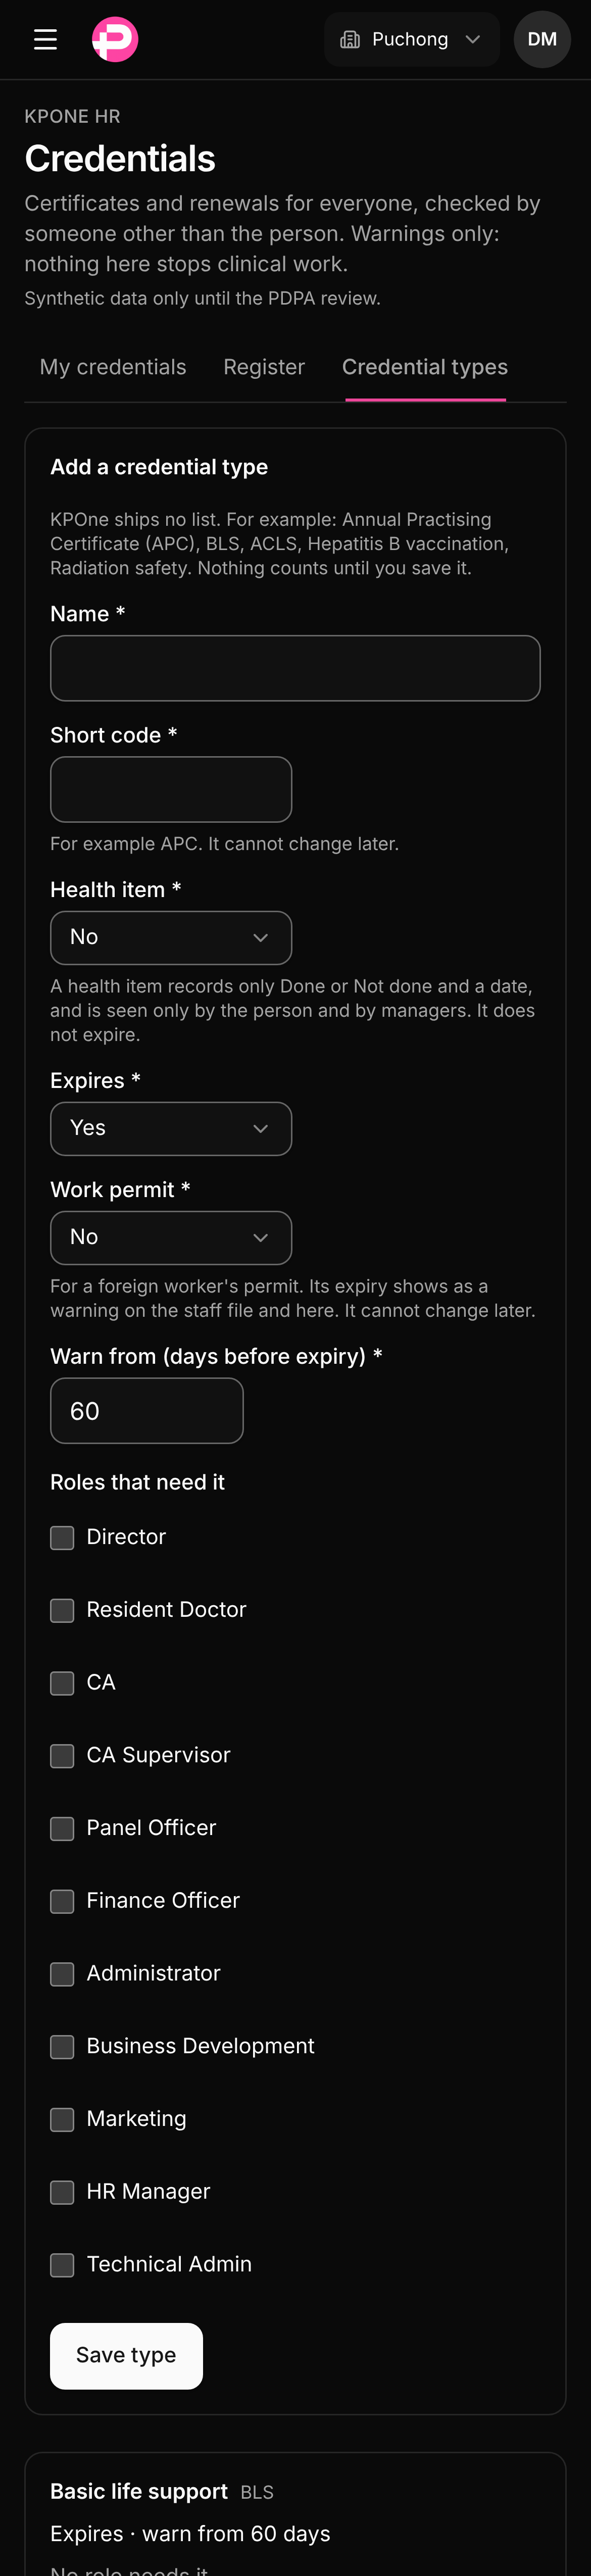 Puchong
DM
KPONE HR
Credentials
Certificates and renewals for everyone, checked by
someone other than the person. Warnings only:
nothing here stops clinical work.
Synthetic data only until the PDPA review.
My credentials
Register
Credential types
Add a credential type
KPOne ships no list. For example: Annual Practising
Certificate (APC), BLS, ACLS, Hepatitis B vaccination,
Radiation safety. Nothing counts until you save it.
Name *
Short code *
For example APC. It cannot change later.
Health item *
No
A health item records only Done or Not done and a date,
and is seen only by the person and by managers. It does
not expire.
Expires *
Yes
Work permit *
No
For a foreign worker's permit. Its expiry shows as a
warning on the staff file and here. It cannot change later.
Warn from (days before expiry) *
60
Roles that need it
Director
Resident Doctor
CA
CA Supervisor
Panel Officer
Finance Officer
Administrator
Business Development
Marketing
HR Manager
Technical Admin
Save type
Basic life support BLS
Expires · warn from 60 days
No role needs it